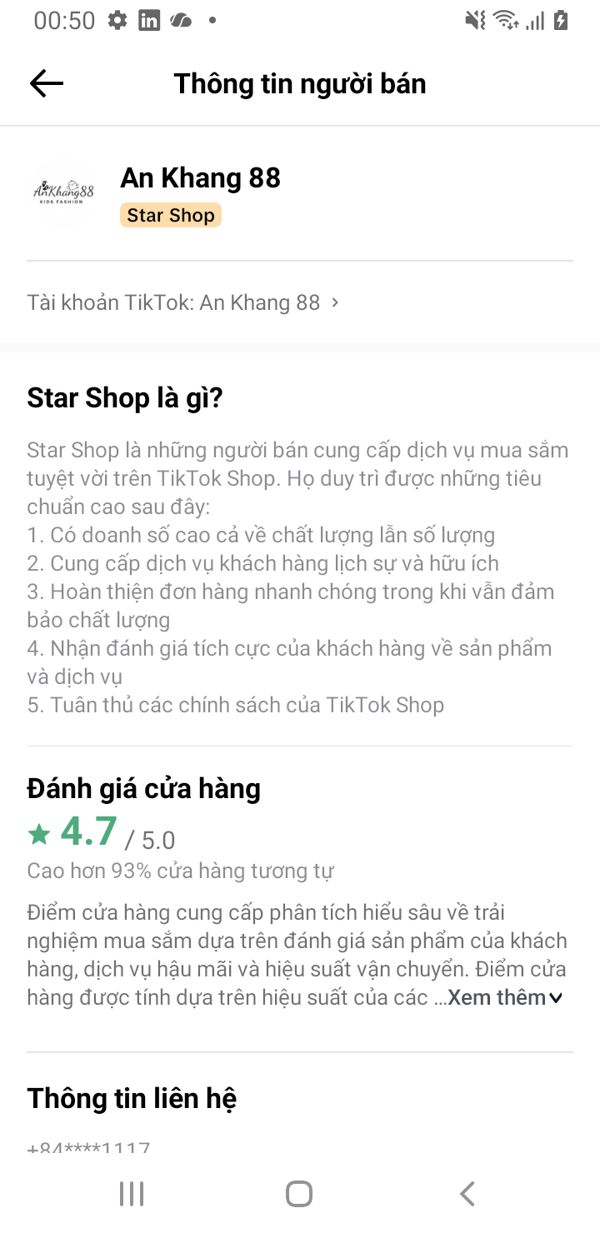 00:50
Thông tin người bán
AnKhang88
KIDS FASHION
An Khang 88
Star Shop
Tài khoản TikTok: An Khang 88 >
Star Shop là gì?
Star Shop là những người bán cung cấp dịch vụ mua sắm
tuyệt vời trên TikTok Shop. Họ duy trì được những tiêu
chuẩn cao sau đây:
1. Có doanh số cao cả về chất lượng lẫn số lượng
2. Cung cấp dịch vụ khách hàng lịch sự và hữu ích
3. Hoàn thiện đơn hàng nhanh chóng trong khi vẫn đảm
bảo chất lượng
4. Nhận đánh giá tích cực của khách hàng về sản phẩm
và dịch vụ
5. Tuân thủ các chính sách của TikTok Shop
Đánh giá cửa hàng
4.7 / 5.0
Cao hơn 93% cửa hàng tương tự
Điểm cửa hàng cung cấp phân tích hiểu sâu về trải
nghiệm mua sắm dựa trên đánh giá sản phẩm của khách
hàng, dịch vụ hậu mãi và hiệu suất vận chuyển. Điểm cửa
hàng được tính dựa trên hiệu suất của các ...Xem thêm
Thông tin liên hệ
+84****1117